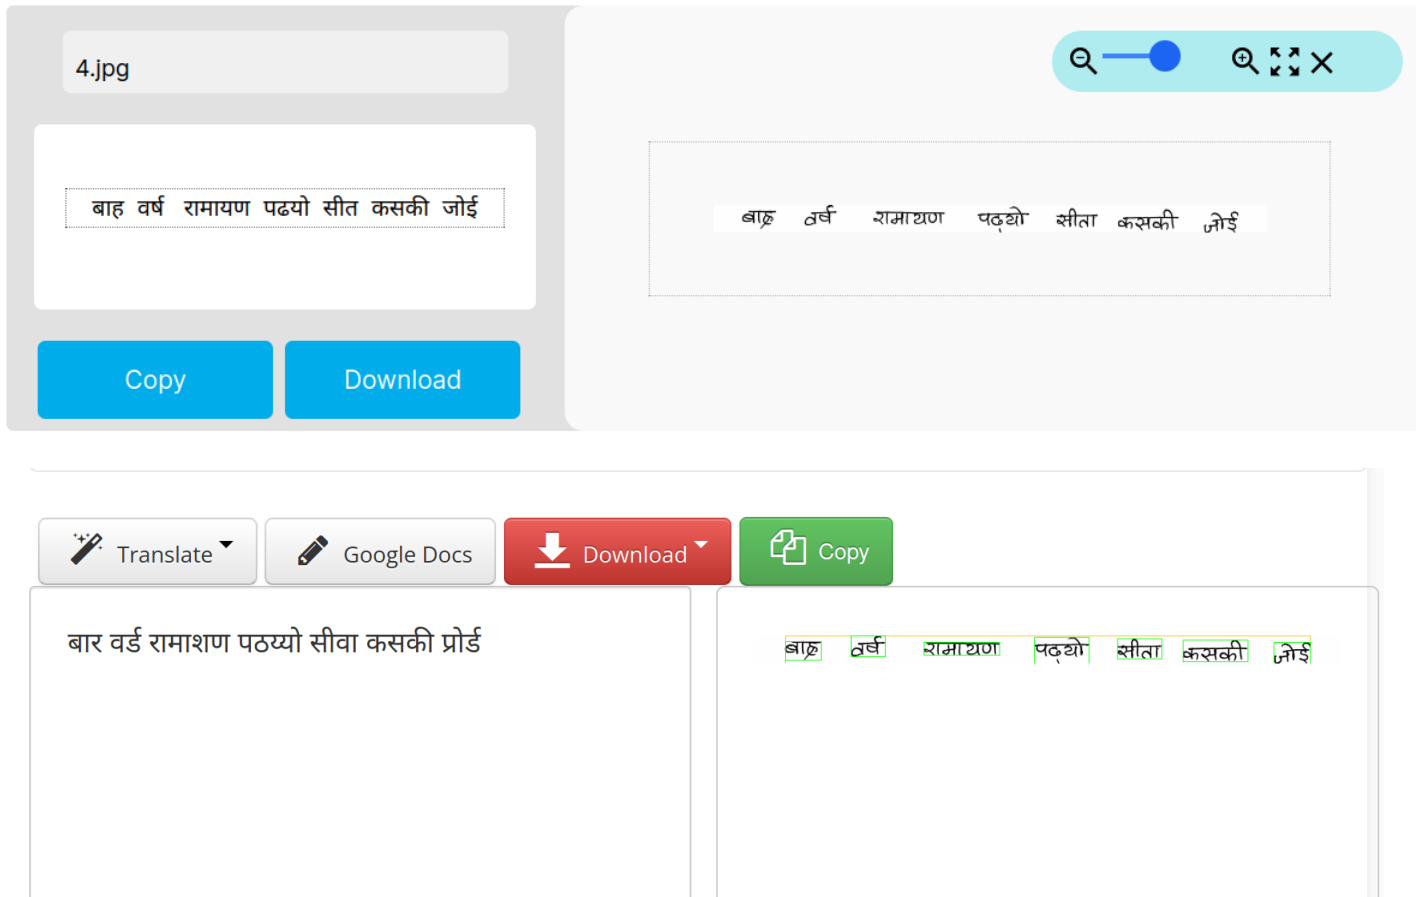 4.jpg
बाह वर्ष रामायण पढयो सीत कसकी जोई
बाह्र वर्ष रामायण पढ्यो सीता कसकी जोई
Copy Download
Translate Google Docs Download Copy
बार वर्ड रामाशण पठय्यो सीवा कसकी प्रोर्ड
बाह्र वर्ष रामायण पढ्यो सीता कसकी जोई